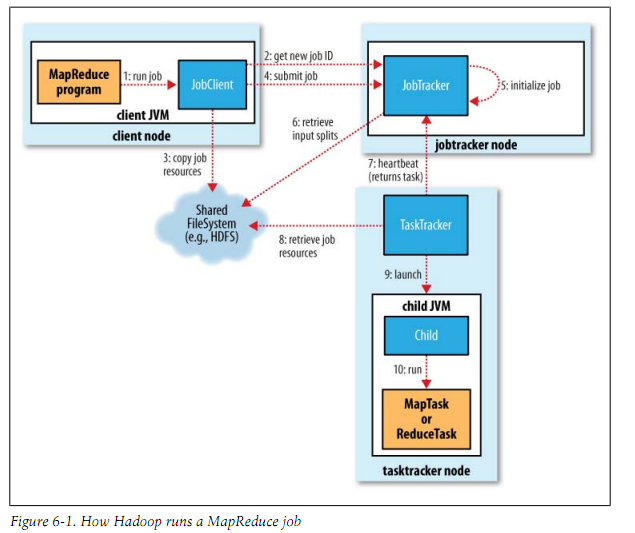 MapReduce
program
1: run job
JobClient
client JVM
client node
2: get new job ID
4: submit job
JobTracker
5: initialize job
jobtracker node
3: copy job
resources
6: retrieve
input splits
7: heartbeat
(returns task)
Shared
FileSystem
(e.g., HDFS)
8: retrieve job
resources
TaskTracker
9: launch
child JVM
Child
10: run
MapTask
or
ReduceTask
tasktracker node
Figure 6-1. How Hadoop runs a MapReduce job